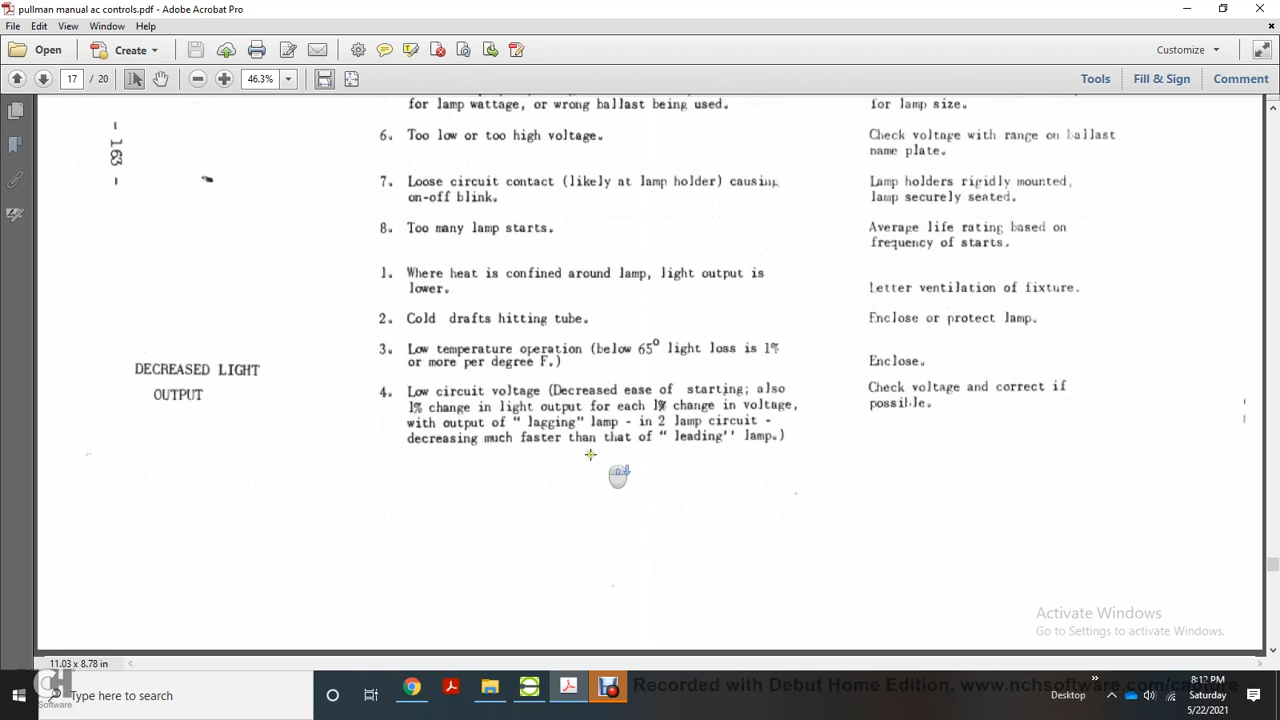 pullman manual ac controls.pdf - Adobe Acrobat Pro
File Edit View Window Help
Open Create Customize
17 / 20 46.3% Tools Fill & Sign Comment
for lamp wattage, or wrong ballast being used. for lamp size.
- 163 -
6. Too low or too high voltage. Check voltage with range on ballast
name plate.
7. Loose circuit contact (likely at lamp holder) causing Lamp holders rigidly mounted,
on-off blink. lamp securely seated.
8. Too many lamp starts. Average life rating based on
frequency of starts.
1. Where heat is confined around lamp, light output is
lower. Letter ventilation of fixture.
2. Cold drafts hitting tube. Enclose or protect lamp.
3. Low temperature operation (below 65° light loss is 1%
or more per degree F.) Enclose.
DECREASED LIGHT
OUTPUT
4. Low circuit voltage (Decreased ease of starting; also Check voltage and correct if
1% change in light output for each 1% change in voltage, possible.
with output of " lagging" lamp - in 2 lamp circuit -
decreasing much faster than that of " leading'' lamp.)
Activate Windows
Go to Settings to activate Windows.
11.03 x 8.78 in
Type here to search
Software
Recorded with Debut Home Edition. www.nchsoftware.com/capture
Desktop
8:12 PM
Saturday
5/22/2021